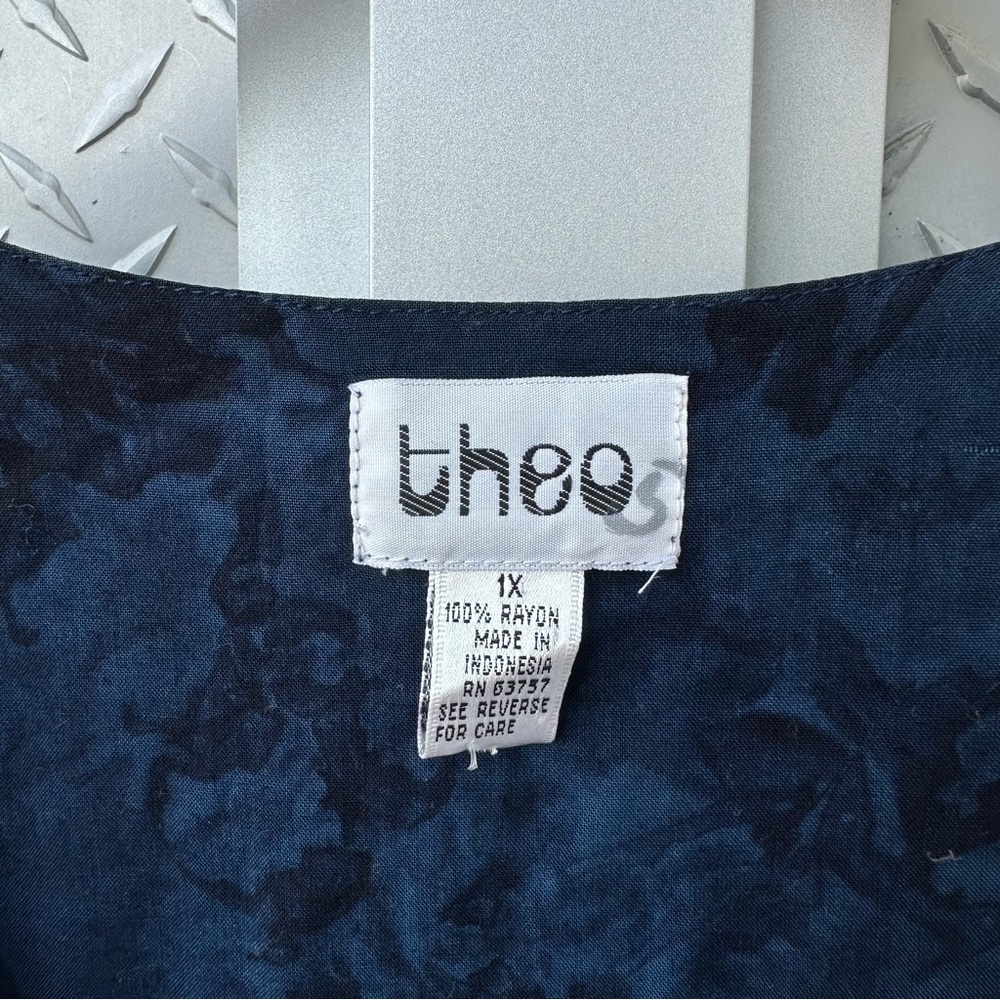 theo s
1X
100% RAYON
MADE IN
INDONESIA
RN 63757
SEE REVERSE
FOR CARE